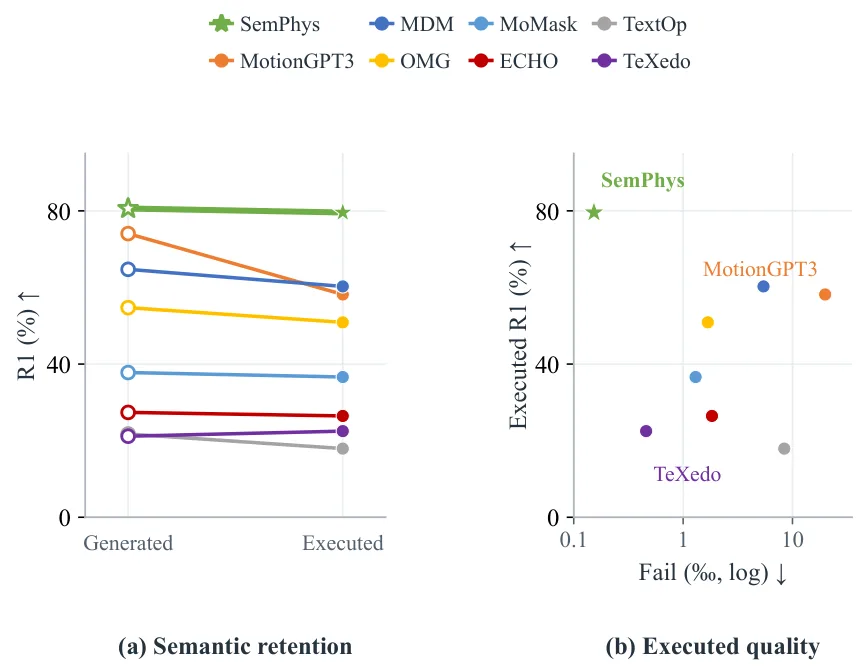 SemPhys MDM MoMask TextOp
MotionGPT3 OMG ECHO TeXedo
R1 (%) ↑
80
40
0
Generated
Executed
(a) Semantic retention
Executed R1 (%) ↑
80
40
0
SemPhys
MotionGPT3
TeXedo
0.1
1
10
Fail (‰, log) ↓
(b) Executed quality